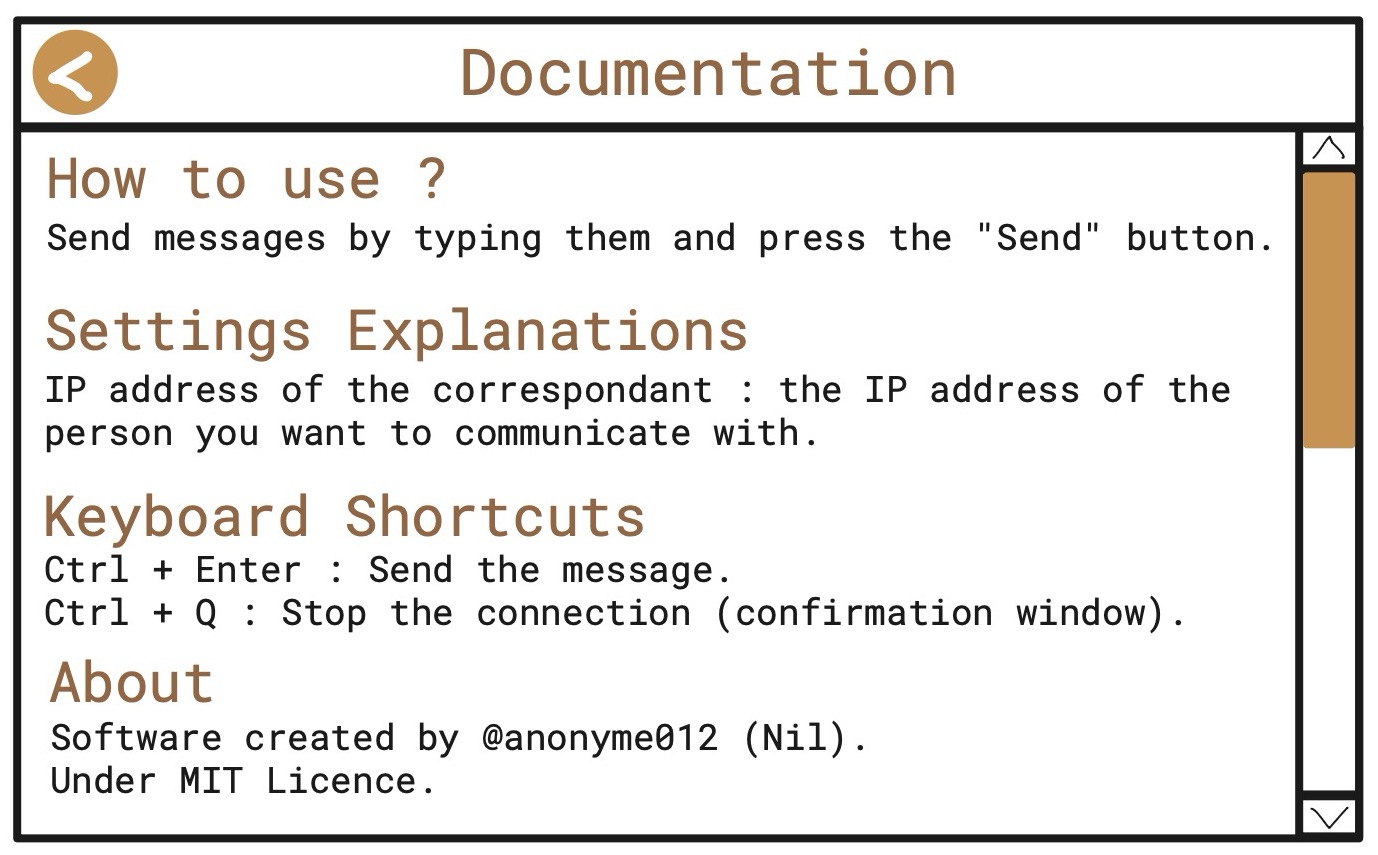 Documentation
How to use ?
Send messages by typing them and press the "Send" button.
Settings Explanations
IP address of the correspondant : the IP address of the
person you want to communicate with.
Keyboard Shortcuts
Ctrl + Enter : Send the message.
Ctrl + Q : Stop the connection (confirmation window).
About
Software created by @anonyme012 (Nil).
Under MIT Licence.